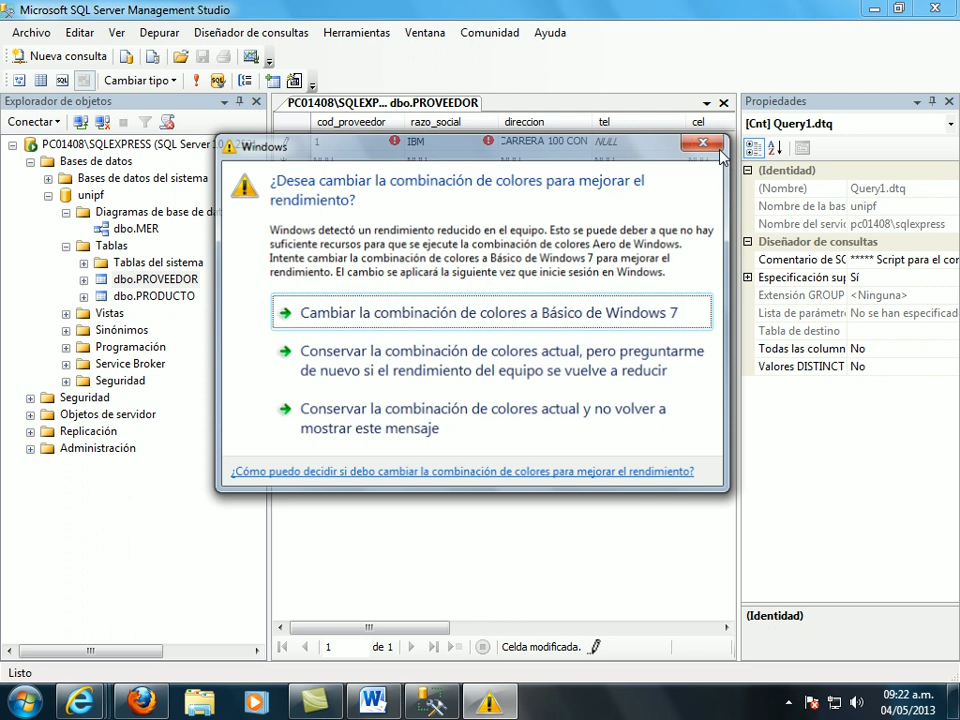 Microsoft SQL Server Management Studio
Archivo Editar Ver Depurar Diseñador de consultas Herramientas Ventana Comunidad Ayuda
Nueva consulta
Cambiar tipo
Explorador de objetos
PC01408\SQLEXP... dbo.PROVEEDOR
Propiedades
Conectar
cod_proveedor razo_social direccion tel cel
[Cnt] Query1.dtq
PC01408\SQLEXPRESS (SQL Server
1 IBM CARRERA 100 CON NULL
Bases de datos
Bases de datos del sistema
unipf
Diagramas de base de da
dbo.MER
Tablas
Tablas del sistema
dbo.PROVEEDOR
dbo.PRODUCTO
Vistas
Sinónimos
Programación
Service Broker
Seguridad
Seguridad
Objetos de servidor
Replicación
Administración
Windows
¿Desea cambiar la combinación de colores para mejorar el
rendimiento?
Windows detectó un rendimiento reducido en el equipo. Esto se puede deber a que no hay
suficiente recursos para que se ejecute la combinación de colores Aero de Windows.
Intente cambiar la combinación de colores a Básico de Windows 7 para mejorar el
rendimiento. El cambio se aplicará la siguiente vez que inicie sesión en Windows.
Cambiar la combinación de colores a Básico de Windows 7
Conservar la combinación de colores actual, pero preguntarme
de nuevo si el rendimiento del equipo se vuelve a reducir
Conservar la combinación de colores actual y no volver a
mostrar este mensaje
¿Cómo puedo decidir si debo cambiar la combinación de colores para mejorar el rendimiento?
(Identidad)
(Nombre) Query1.dtq
Nombre de la bas unipf
Nombre del servic pc01408\sqlexpress
Diseñador de consultas
Comentario de SQ ***** Script para el cor
Especificación sup Sí
Extensión GROUP <Ninguna>
Lista de parámetro No se han especificad
Tabla de destino
Todas las column No
Valores DISTINCT No
(Identidad)
1 de 1 Celda modificada.
Listo
09:22 a.m.
04/05/2013